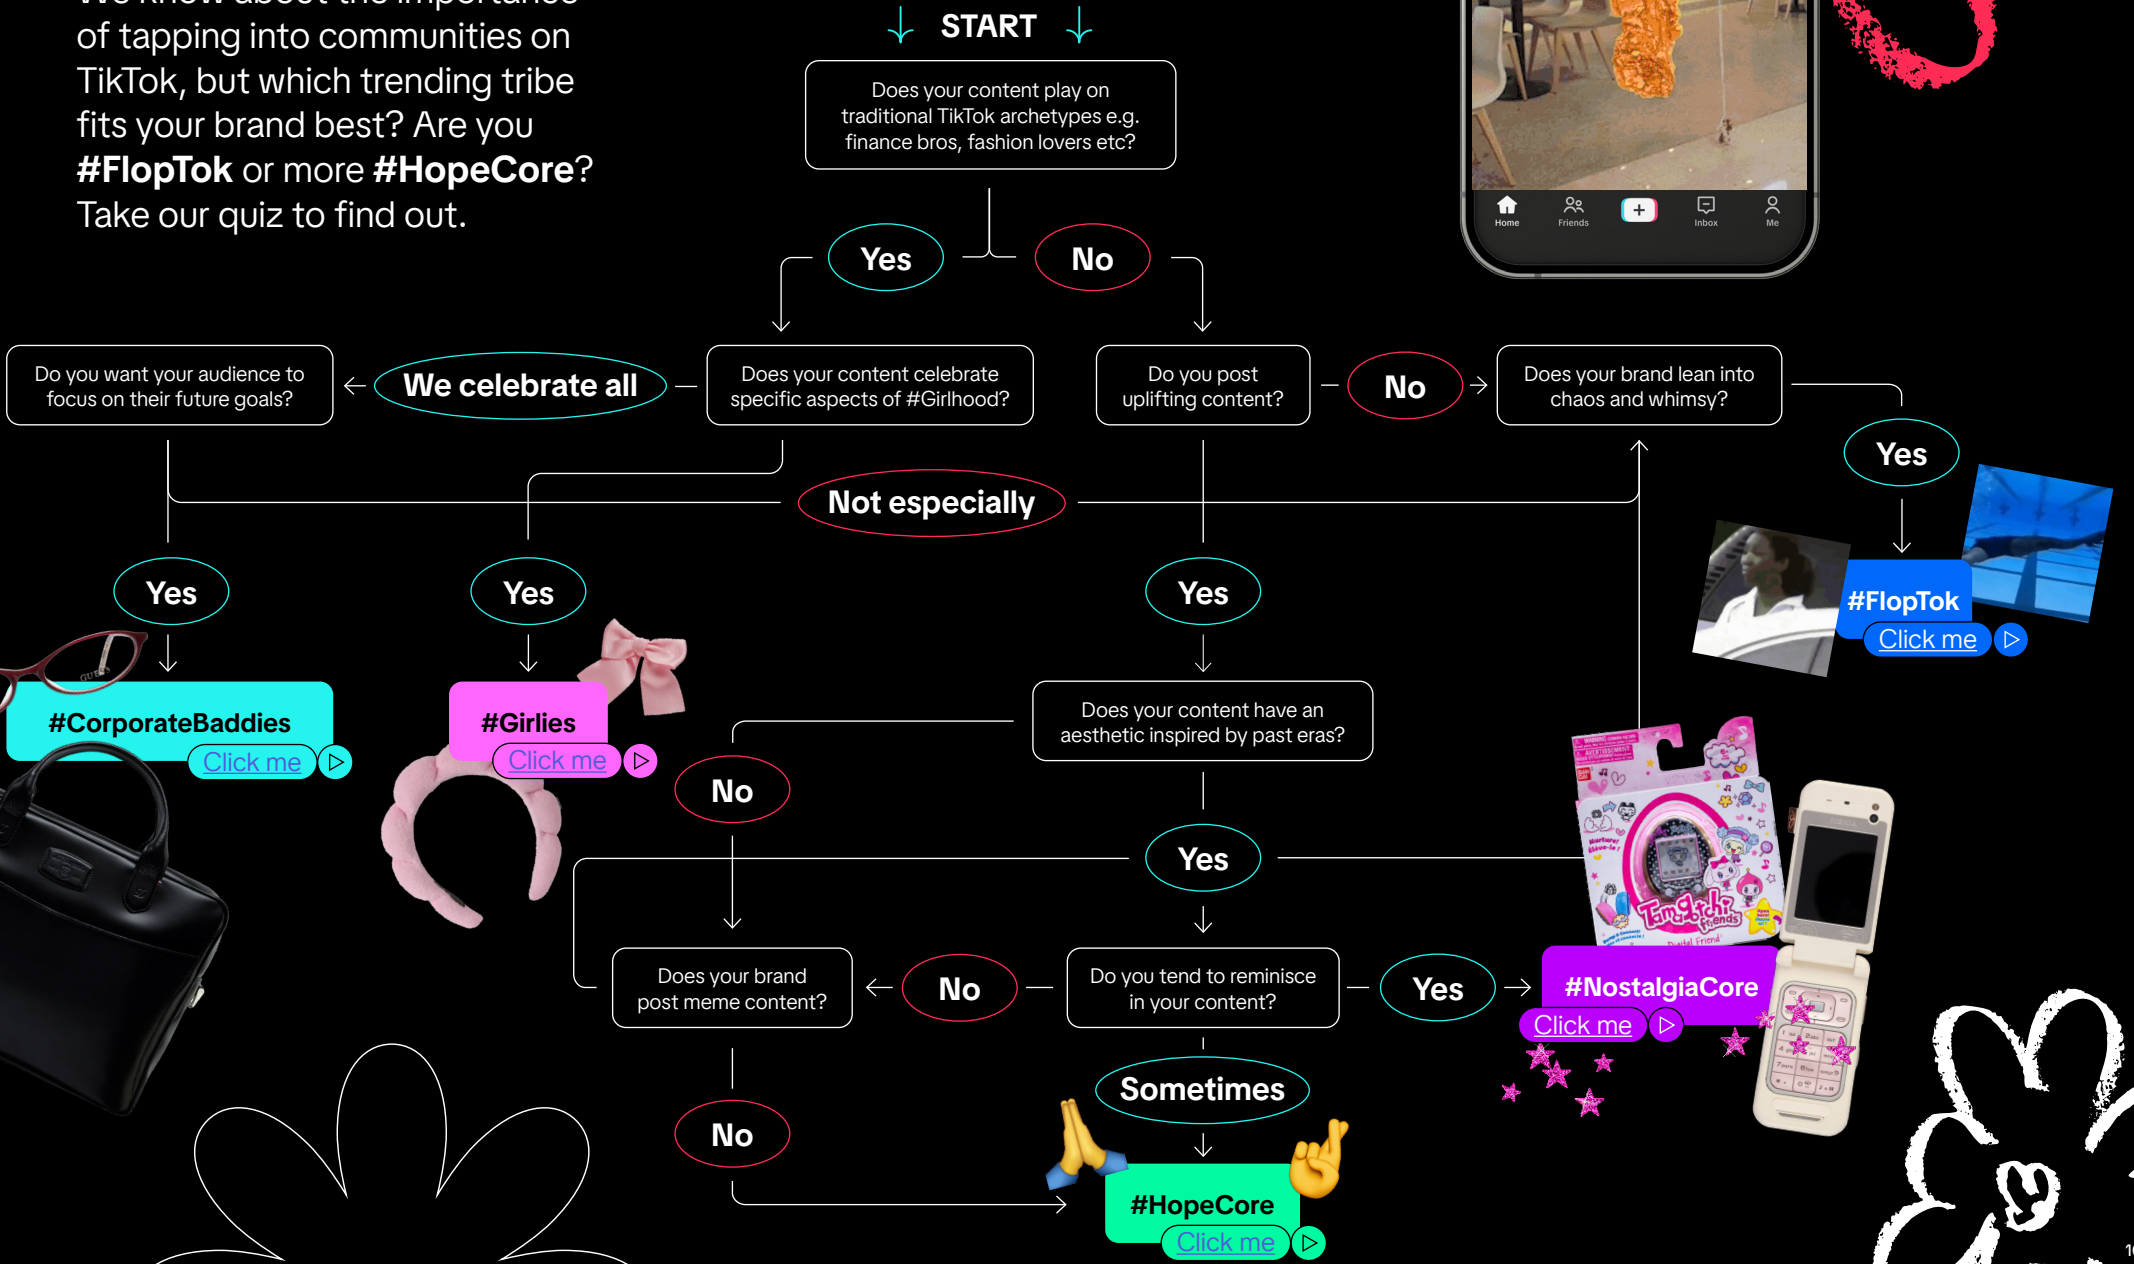 of tapping into communities on
TikTok, but which trending tribe
fits your brand best? Are you
#FlopTok or more #HopeCore?
Take our quiz to find out.
START
Does your content play on
traditional TikTok archetypes e.g.
finance bros, fashion lovers etc?
Home
Friends
Inbox
Me
Yes
No
Do you want your audience to
focus on their future goals?
We celebrate all
Does your content celebrate
specific aspects of #Girlhood?
Do you post
uplifting content?
No
Does your brand lean into
chaos and whimsy?
Yes
Not especially
Yes
Yes
Yes
#FlopTok
Click me
#CorporateBaddies
Click me
#Girlies
Click me
Does your content have an
aesthetic inspired by past eras?
No
Yes
Tamagotchi
Friends
Digital Friend
Does your brand
post meme content?
No
Do you tend to reminisce
in your content?
Yes
#NostalgiaCore
Click me
Sometimes
No
#HopeCore
Click me